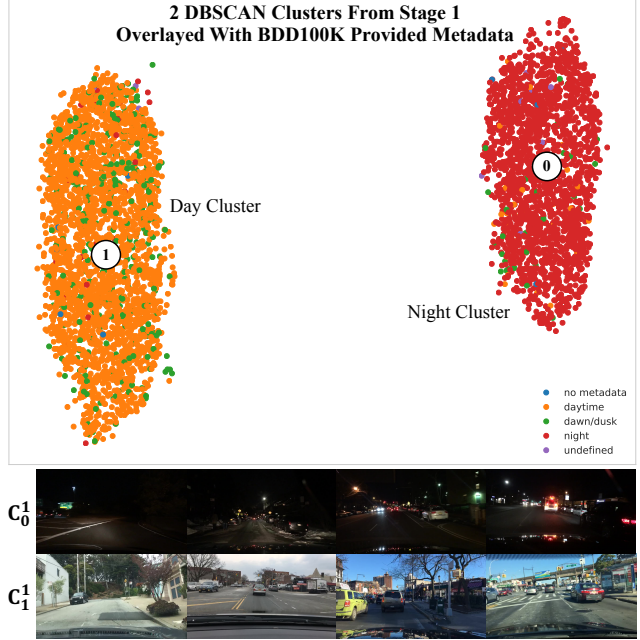 2 DBSCAN Clusters From Stage 1
Overlayed With BDD100K Provided Metadata
0
Day Cluster
1
Night Cluster
no metadata
daytime
dawn/dusk
night
undefined
C₀¹
C₁¹